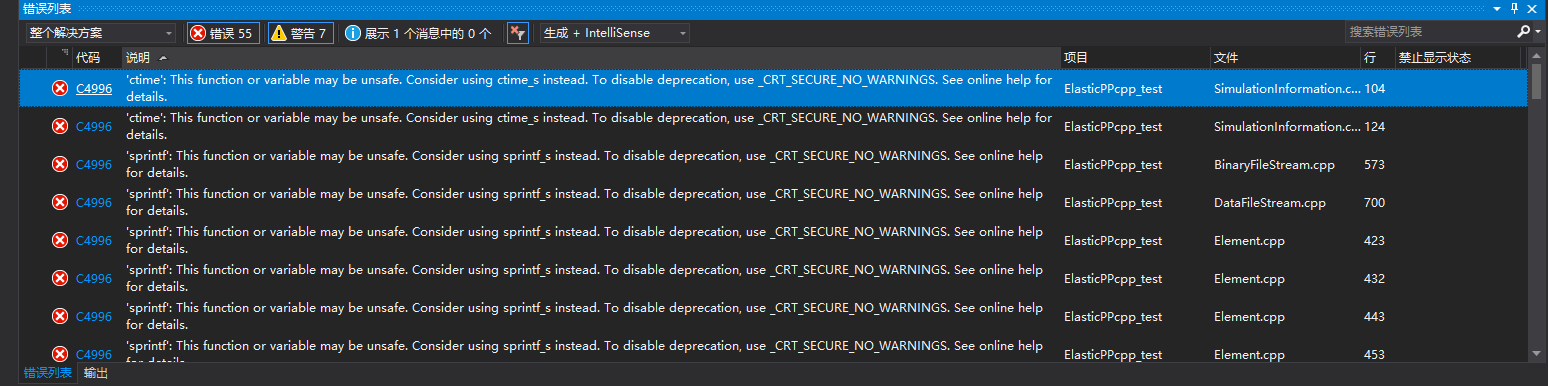 错误列表
整个解决方案
错误 55
警告 7
展示 1 个消息中的 0 个
生成 + IntelliSense
搜索错误列表
代码 说明 项目 文件 行 禁止显示状态
C4996 'ctime': This function or variable may be unsafe. Consider using ctime_s instead. To disable deprecation, use _CRT_SECURE_NO_WARNINGS. See online help for
details.
ElasticPPcpp_test SimulationInformation.c... 104
C4996 'ctime': This function or variable may be unsafe. Consider using ctime_s instead. To disable deprecation, use _CRT_SECURE_NO_WARNINGS. See online help for
details.
ElasticPPcpp_test SimulationInformation.c... 124
C4996 'sprintf': This function or variable may be unsafe. Consider using sprintf_s instead. To disable deprecation, use _CRT_SECURE_NO_WARNINGS. See online help
for details.
ElasticPPcpp_test BinaryFileStream.cpp 573
C4996 'sprintf': This function or variable may be unsafe. Consider using sprintf_s instead. To disable deprecation, use _CRT_SECURE_NO_WARNINGS. See online help
for details.
ElasticPPcpp_test DataFileStream.cpp 700
C4996 'sprintf': This function or variable may be unsafe. Consider using sprintf_s instead. To disable deprecation, use _CRT_SECURE_NO_WARNINGS. See online help
for details.
ElasticPPcpp_test Element.cpp 423
C4996 'sprintf': This function or variable may be unsafe. Consider using sprintf_s instead. To disable deprecation, use _CRT_SECURE_NO_WARNINGS. See online help
for details.
ElasticPPcpp_test Element.cpp 432
C4996 'sprintf': This function or variable may be unsafe. Consider using sprintf_s instead. To disable deprecation, use _CRT_SECURE_NO_WARNINGS. See online help
for details.
ElasticPPcpp_test Element.cpp 443
C4996 'sprintf': This function or variable may be unsafe. Consider using sprintf_s instead. To disable deprecation, use _CRT_SECURE_NO_WARNINGS. See online help
for details.
ElasticPPcpp_test Element.cpp 453
错误列表 输出